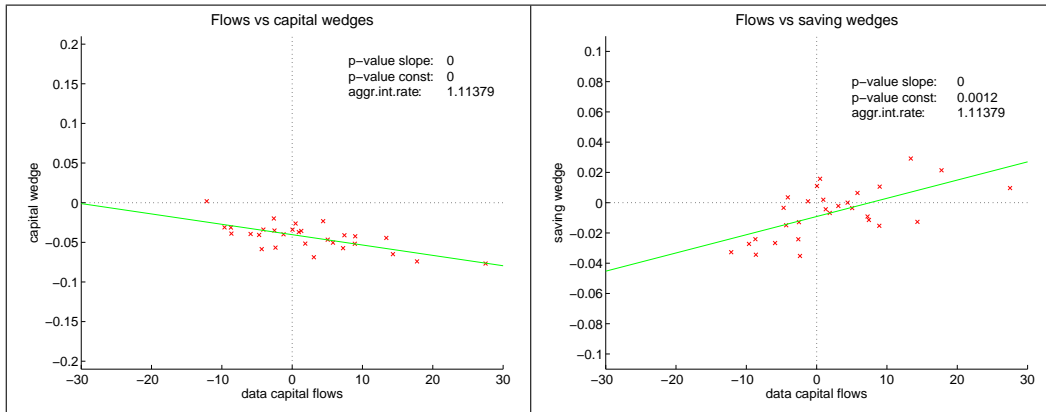 Flows vs capital wedges
p−value slope: 0
p−value const: 0
aggr.int.rate: 1.11379
0.2
0.15
0.1
0.05
0
−0.05
−0.1
−0.15
−0.2
capital wedge
−30 −20 −10 0 10 20 30
data capital flows
Flows vs saving wedges
p−value slope: 0
p−value const: 0.0012
aggr.int.rate: 1.11379
0.1
0.08
0.06
0.04
0.02
0
−0.02
−0.04
−0.06
−0.08
−0.1
saving wedge
−30 −20 −10 0 10 20 30
data capital flows